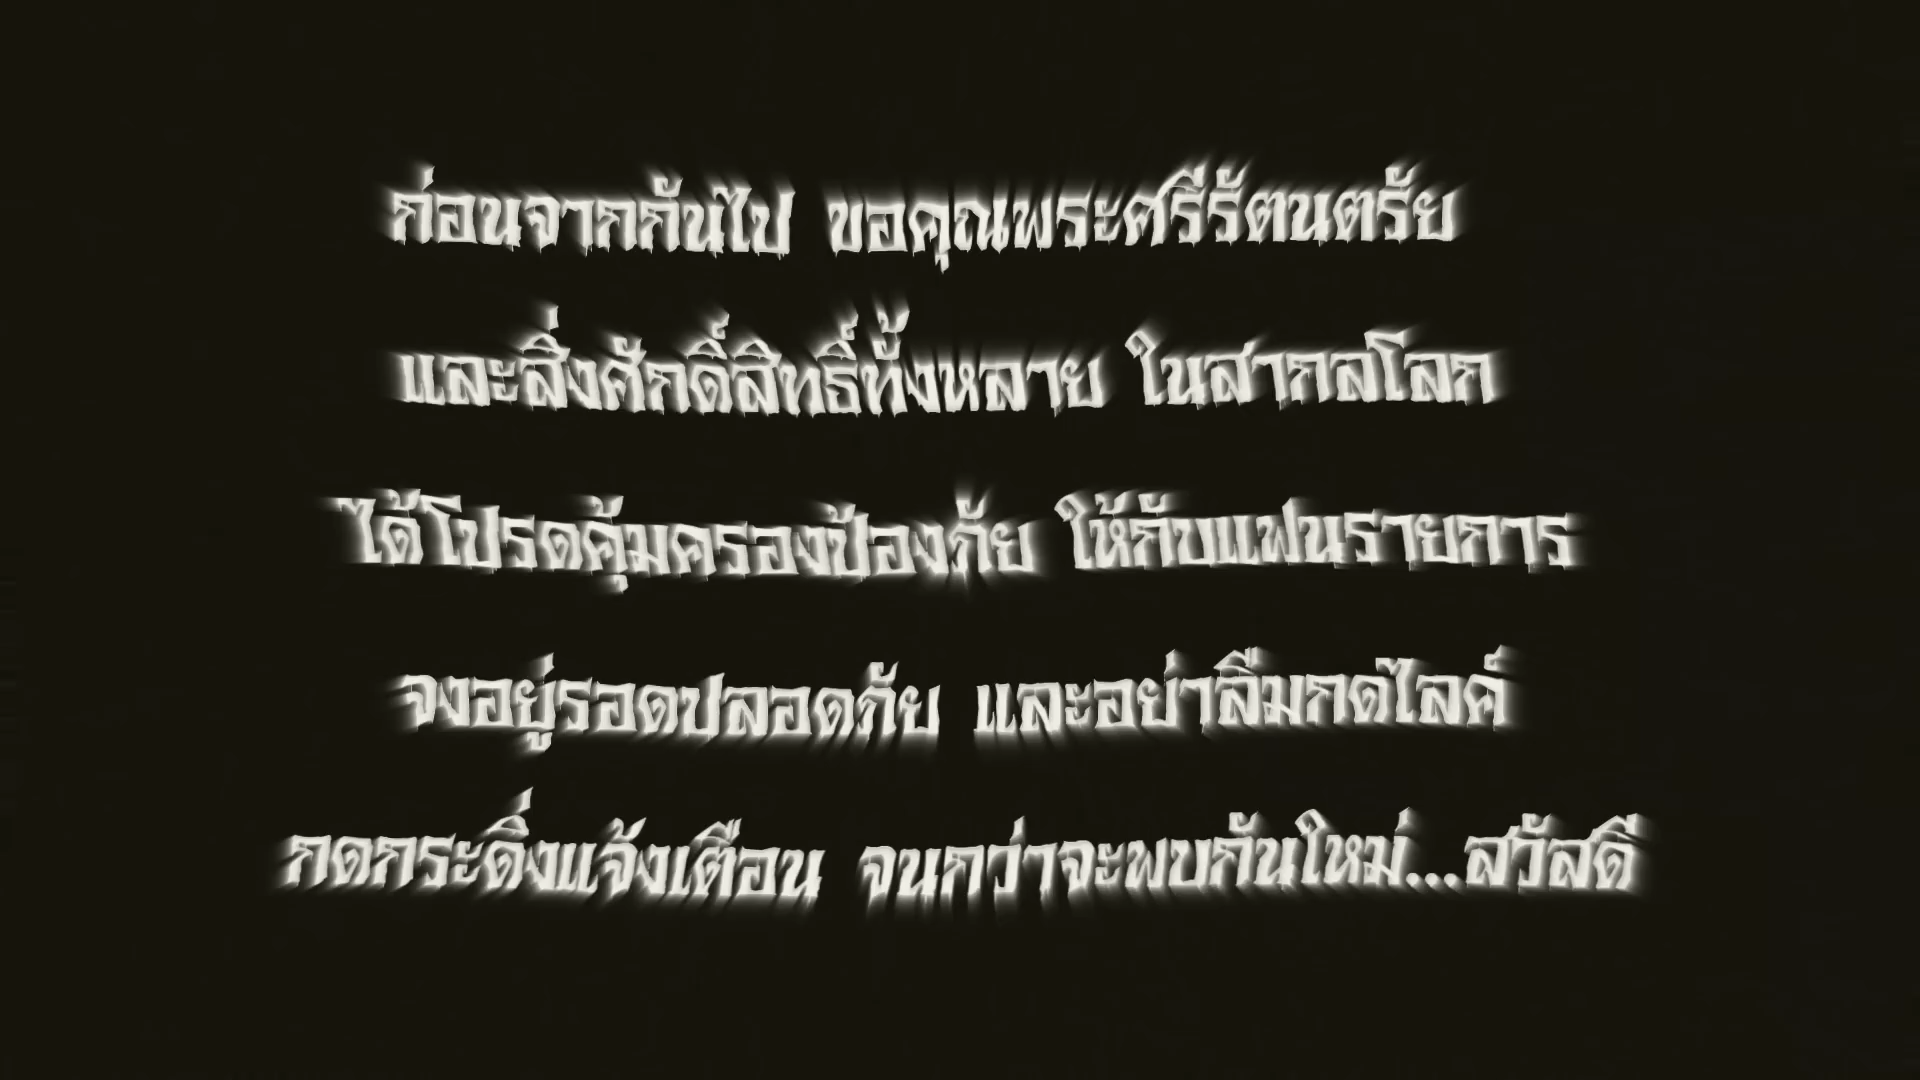 ก่อนจากกันไป ขอคุณพระศรีรัตนตรัย
และสิ่งศักดิ์สิทธิ์ทั้งหลาย ในสากลโลก
ได้โปรดคุ้มครองป้องภัย ให้กับแฟนรายการ
จงอยู่รอดปลอดภัย และอย่าลืมกดไลค์
กดกระดิ่งแจ้งเตือน จนกว่าจะพบกันใหม่...สวัสดี